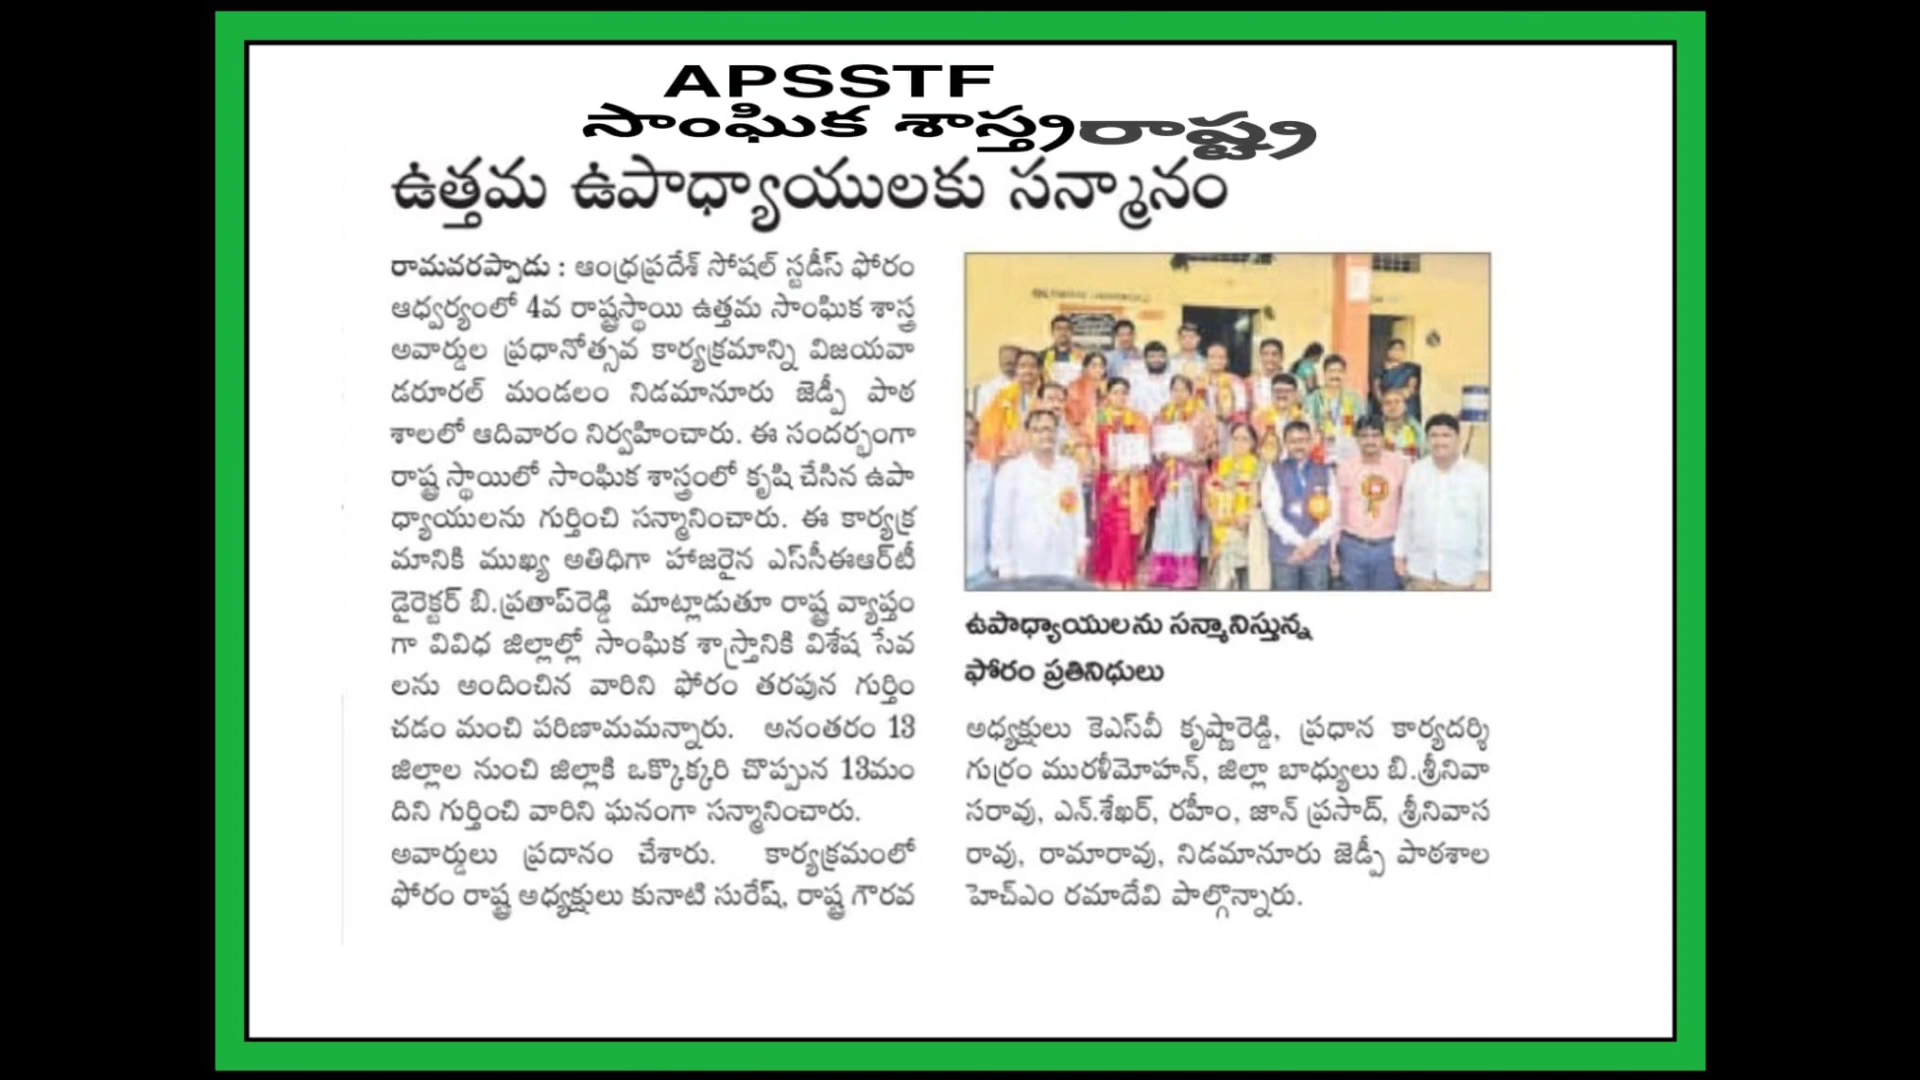 APSSTF
సాంఘిక శాస్త్ర రాష్ట్ర
ఉత్తమ ఉపాధ్యాయులకు సన్మానం
రామవరప్పాడు : ఆంధ్రప్రదేశ్ సోషల్ స్టడీస్ ఫోరం
ఆధ్వర్యంలో 4వ రాష్ట్రస్థాయి ఉత్తమ సాంఘిక శాస్త్ర
అవార్డుల ప్రధానోత్సవ కార్యక్రమాన్ని విజయవా
డరూరల్ మండలం నిడమానూరు జెడ్పీ పాఠ
శాలలో ఆదివారం నిర్వహించారు. ఈ సందర్భంగా
రాష్ట్ర స్థాయిలో సాంఘిక శాస్త్రంలో కృషి చేసిన ఉపా
ధ్యాయులను గుర్తించి సన్మానించారు. ఈ కార్యక్ర
మానికి ముఖ్య అతిధిగా హాజరైన ఎస్‌సీఈఆర్‌టీ
డైరెక్టర్ బి.ప్రతాప్‌రెడ్డి మాట్లాడుతూ రాష్ట్ర వ్యాప్తం
గా వివిధ జిల్లాల్లో సాంఘిక శాస్త్రానికి విశేష సేవ
లను అందించిన వారిని ఫోరం తరపున గుర్తిం
చడం మంచి పరిణామమన్నారు. అనంతరం 13
జిల్లాల నుంచి జిల్లాకి ఒక్కొక్కరి చొప్పున 13మం
దిని గుర్తించి వారిని ఘనంగా సన్మానించారు.
అవార్డులు ప్రదానం చేశారు. కార్యక్రమంలో
ఫోరం రాష్ట్ర అధ్యక్షులు కునాటి సురేష్, రాష్ట్ర గౌరవ
ఉపాధ్యాయులను సన్మానిస్తున్న
ఫోరం ప్రతినిధులు
అధ్యక్షులు కెఎస్‌వీ కృష్ణారెడ్డి, ప్రధాన కార్యదర్శి
గుర్రం మురళీమోహన్, జిల్లా బాధ్యులు బి.శ్రీనివా
సరావు, ఎన్.శేఖర్, రహీం, జాన్ ప్రసాద్, శ్రీనివాస
రావు, రామారావు, నిడమానూరు జెడ్పీ పాఠశాల
హెచ్ఎం రమాదేవి పాల్గొన్నారు.